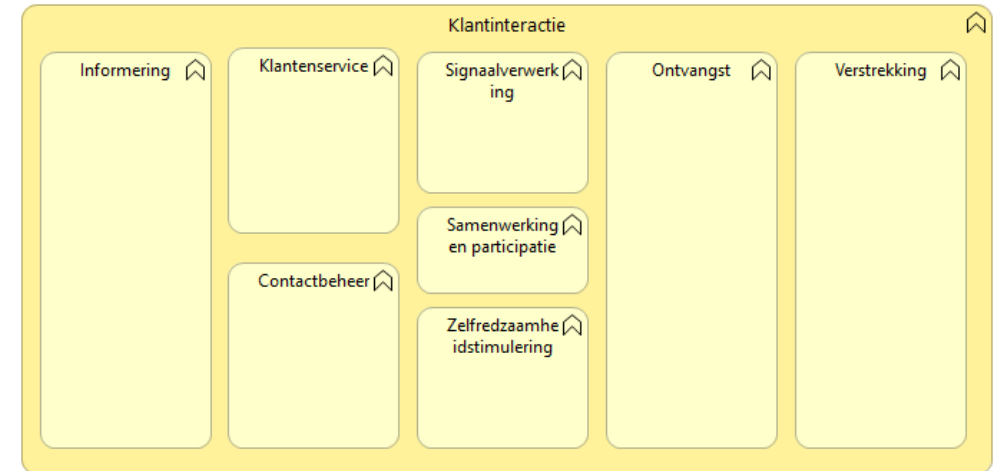 Klantinteractie
Informering
Klantenservice
Signaalverwerk
ing
Ontvangst
Verstrekking
Samenwerking
en participatie
Contactbeheer
Zelfredzaamhe
idstimulering